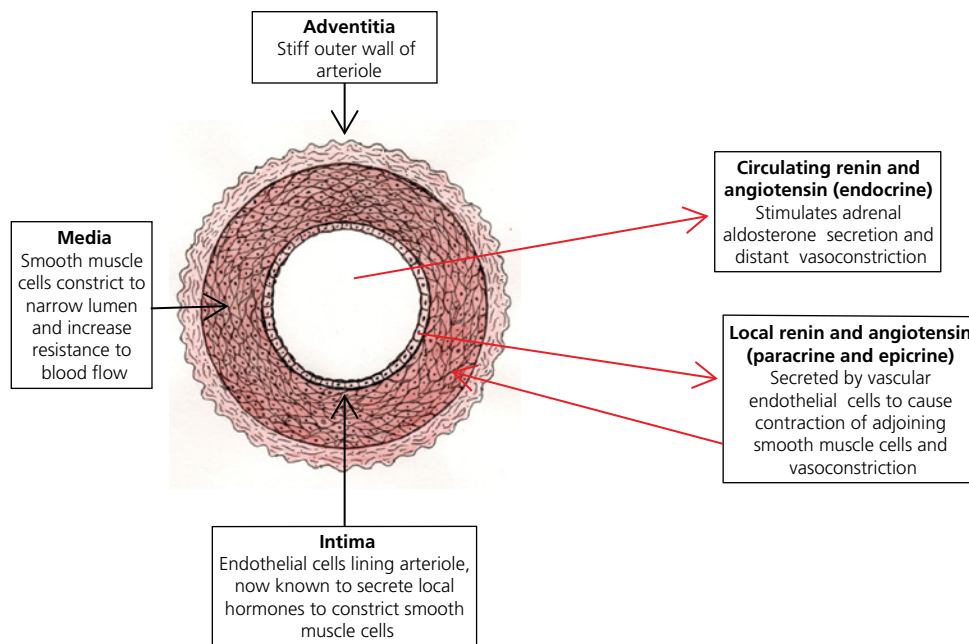 Adventitia
Stiff outer wall of
arteriole
Circulating renin and
angiotensin (endocrine)
Stimulates adrenal
aldosterone secretion and
distant vasoconstriction
Media
Smooth muscle
cells constrict to
narrow lumen
and increase
resistance to
blood flow
Local renin and angiotensin
(paracrine and epicrine)
Secreted by vascular
endothelial cells to cause
contraction of adjoining
smooth muscle cells and
vasoconstriction
Intima
Endothelial cells lining arteriole,
now known to secrete local
hormones to constrict smooth
muscle cells